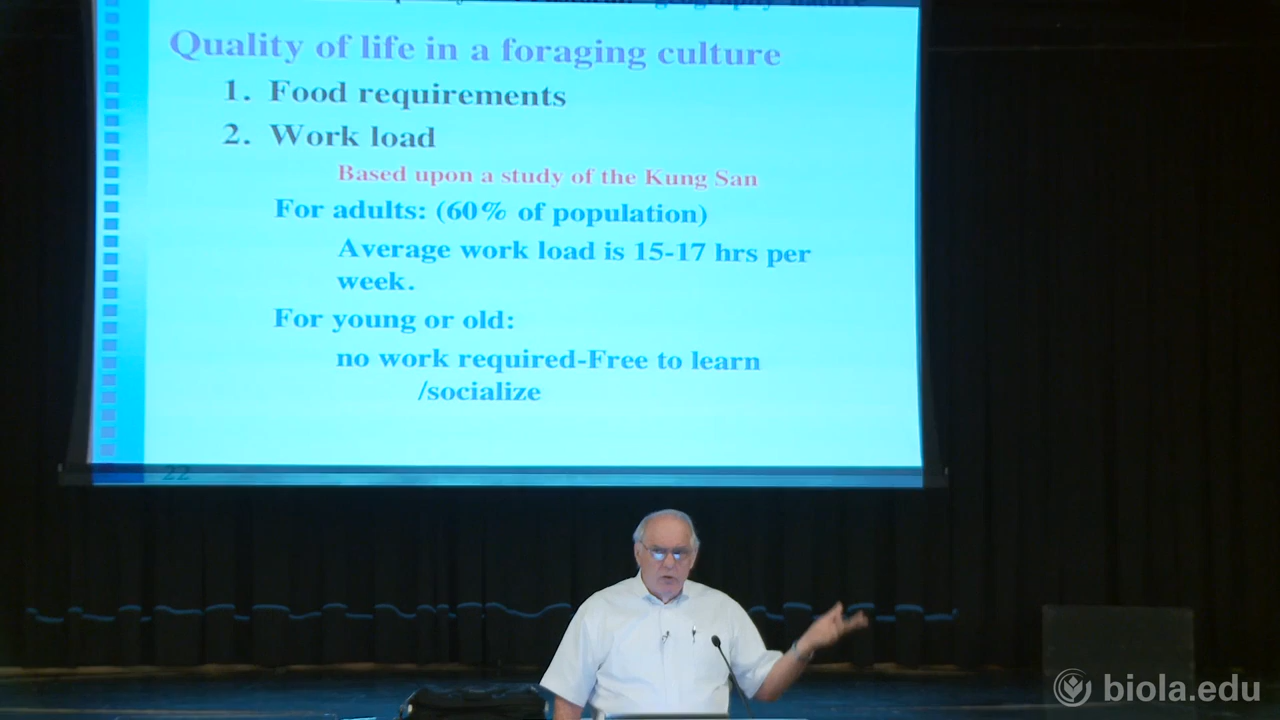 Quality of life in a foraging culture
1. Food requirements
2. Work load
Based upon a study of the Kung San
For adults: (60% of population)
Average work load is 15-17 hrs per
week.
For young or old:
no work required-Free to learn
/socialize
22
biola.edu